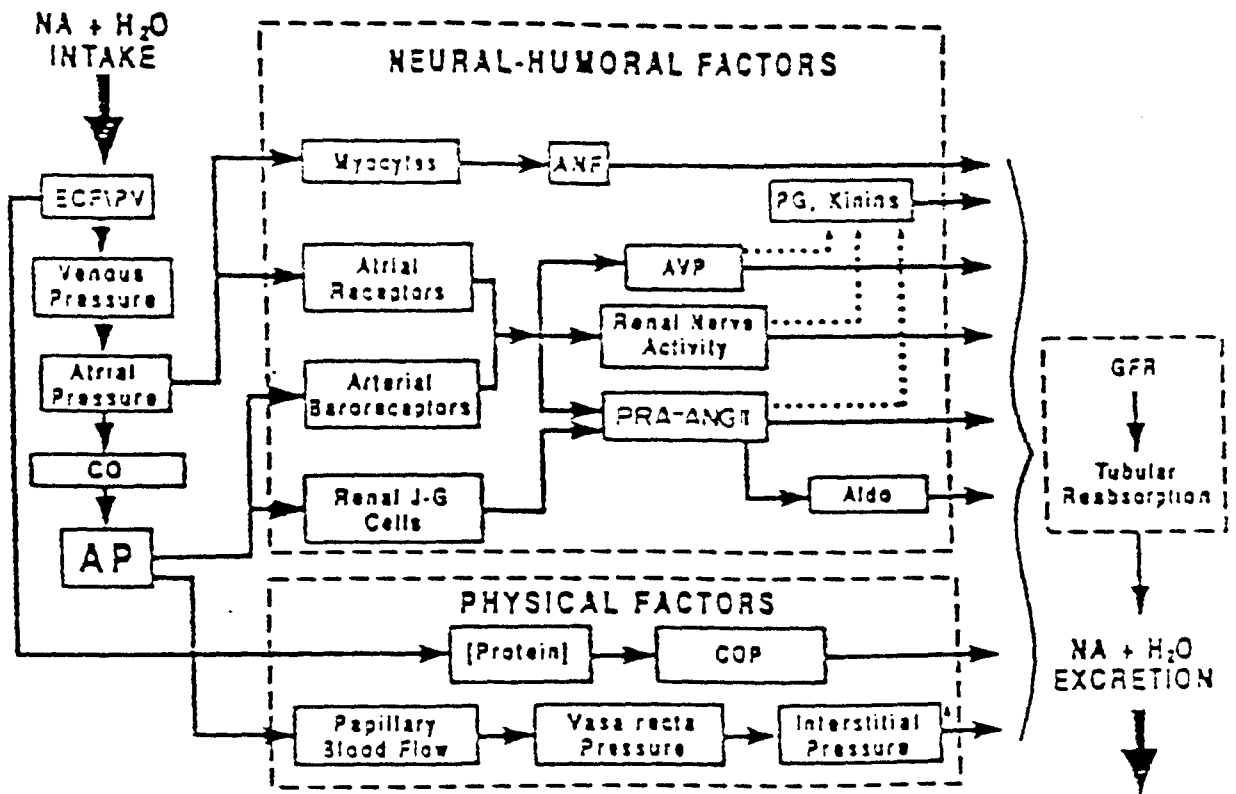 NA + H₂O
INTAKE
NEURAL-HUMORAL FACTORS
Myocytes
ANF
PG, Kinins
ECF\PV
Venous
Pressure
Atrial
Receptors
AVP
Renal Nerve
Activity
Atrial
Pressure
Arterial
Baroreceptors
PRA-ANGII
GFR
Tubular
Reabsorption
CO
Renal J-G
Cells
Aldo
AP
PHYSICAL FACTORS
[Protein]
COP
NA + H₂O
EXCRETION
Papillary
Blood Flow
Vasa recta
Pressure
Interstitial
Pressure